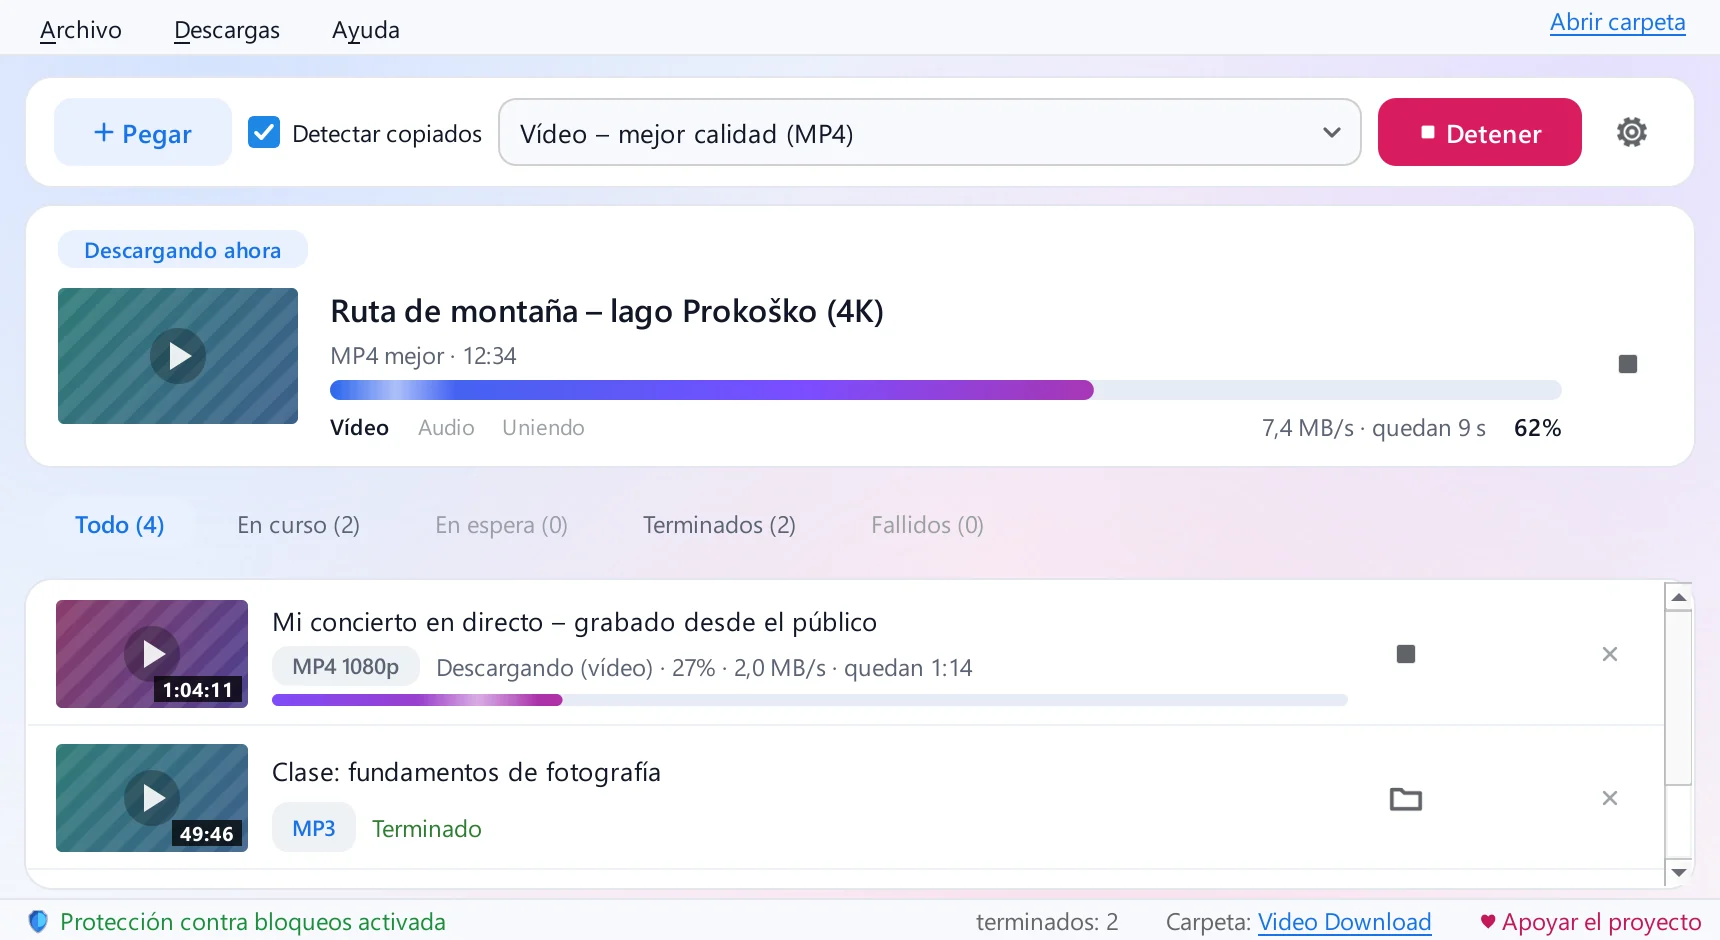 Archivo Descargas Ayuda Abrir carpeta
+ Pegar Detectar copiados Vídeo – mejor calidad (MP4) Detener
Descargando ahora
Ruta de montaña – lago Prokoško (4K)
MP4 mejor · 12:34
Vídeo Audio Uniendo 7,4 MB/s · quedan 9 s 62%
Todo (4) En curso (2) En espera (0) Terminados (2) Fallidos (0)
Mi concierto en directo – grabado desde el público
MP4 1080p Descargando (vídeo) · 27% · 2,0 MB/s · quedan 1:14
1:04:11
Clase: fundamentos de fotografía
MP3 Terminado
49:46
Protección contra bloqueos activada terminados: 2 Carpeta: Video Download ♥ Apoyar el proyecto